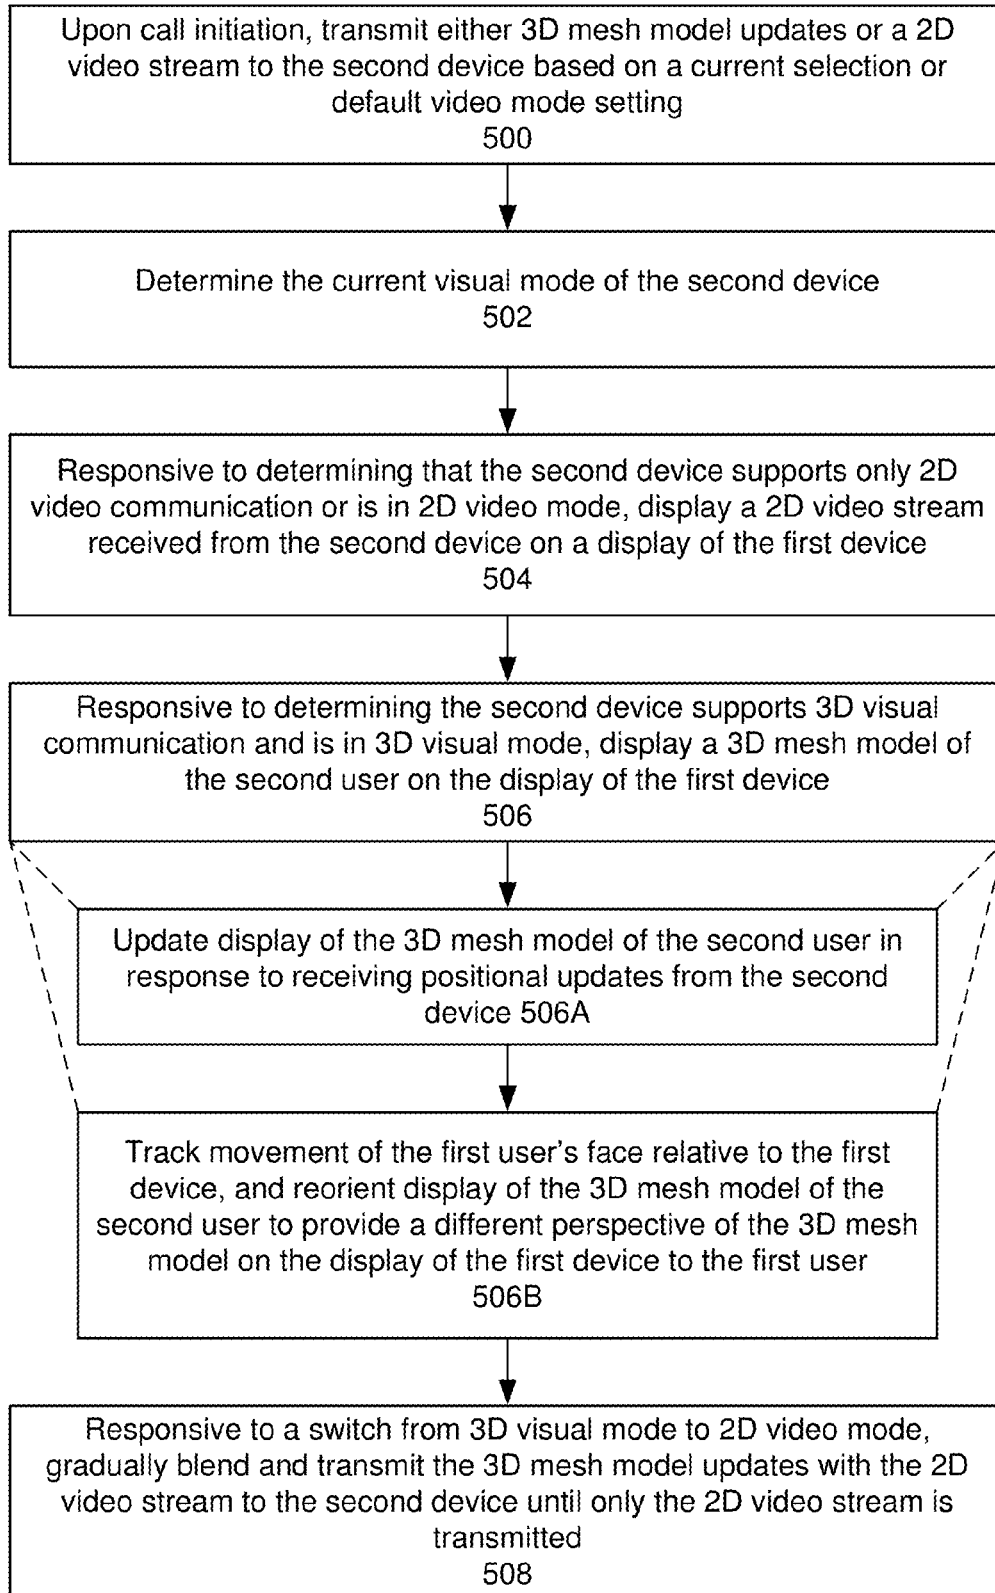 Upon call initiation, transmit either 3D mesh model updates or a 2D
video stream to the second device based on a current selection or
default video mode setting
500
Determine the current visual mode of the second device
502
Responsive to determining that the second device supports only 2D
video communication or is in 2D video mode, display a 2D video stream
received from the second device on a display of the first device
504
Responsive to determining the second device supports 3D visual
communication and is in 3D visual mode, display a 3D mesh model of
the second user on the display of the first device
506
Update display of the 3D mesh model of the second user in
response to receiving positional updates from the second
device 506A
Track movement of the first user's face relative to the first
device, and reorient display of the 3D mesh model of the
second user to provide a different perspective of the 3D mesh
model on the display of the first device to the first user
506B
Responsive to a switch from 3D visual mode to 2D video mode,
gradually blend and transmit the 3D mesh model updates with the 2D
video stream to the second device until only the 2D video stream is
transmitted
508